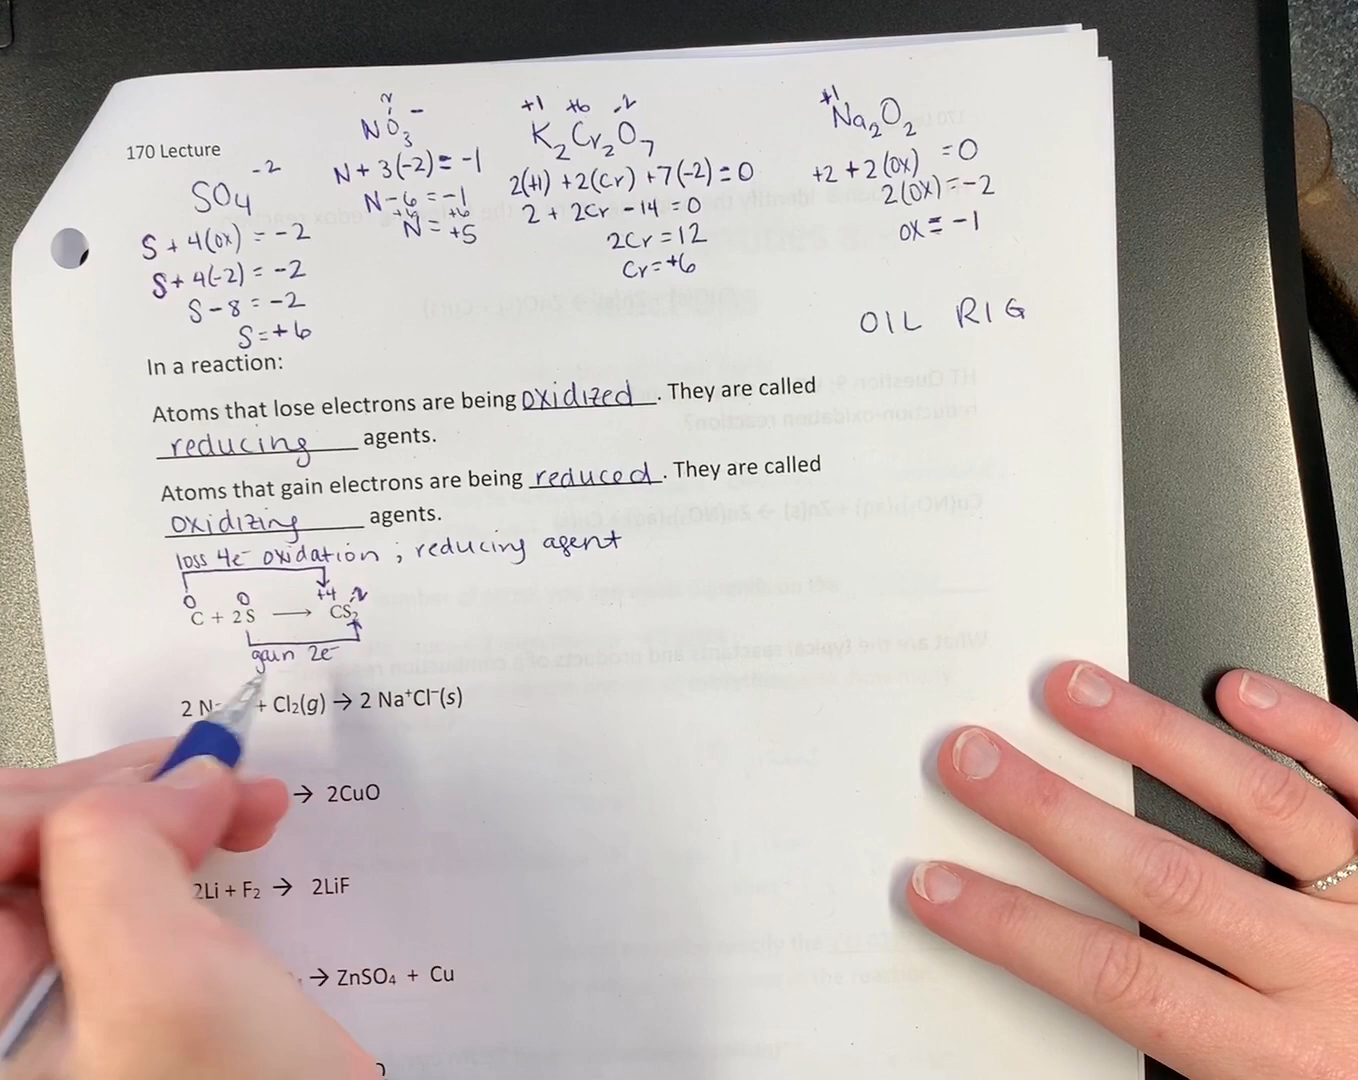 170 Lecture
SO₄ ⁻²
S + 4(ox) = -2
S + 4(-2) = -2
S - 8 = -2
S = +6
-2
NO₃ ⁻
N + 3(-2) = -1
N - 6 = -1
+6 +6
N = +5
+1 +6 -2
K₂Cr₂O₇
2(+1) + 2(Cr) + 7(-2) = 0
2 + 2Cr - 14 = 0
2Cr = 12
Cr = +6
+1
Na₂O₂
+2 + 2(ox) = 0
2(ox) = -2
ox = -1
OIL RIG
In a reaction:
Atoms that lose electrons are being oxidized. They are called
reducing agents.
Atoms that gain electrons are being reduced. They are called
oxidizing agents.
loss 4e⁻ oxidation ; reducing agent
0 0 +4 -2
C + 2S ⟶ CS₂
gain 2e⁻
2 N + Cl₂(g) → 2 Na⁺Cl⁻(s)
→ 2CuO
2Li + F₂ → 2LiF
→ ZnSO₄ + Cu